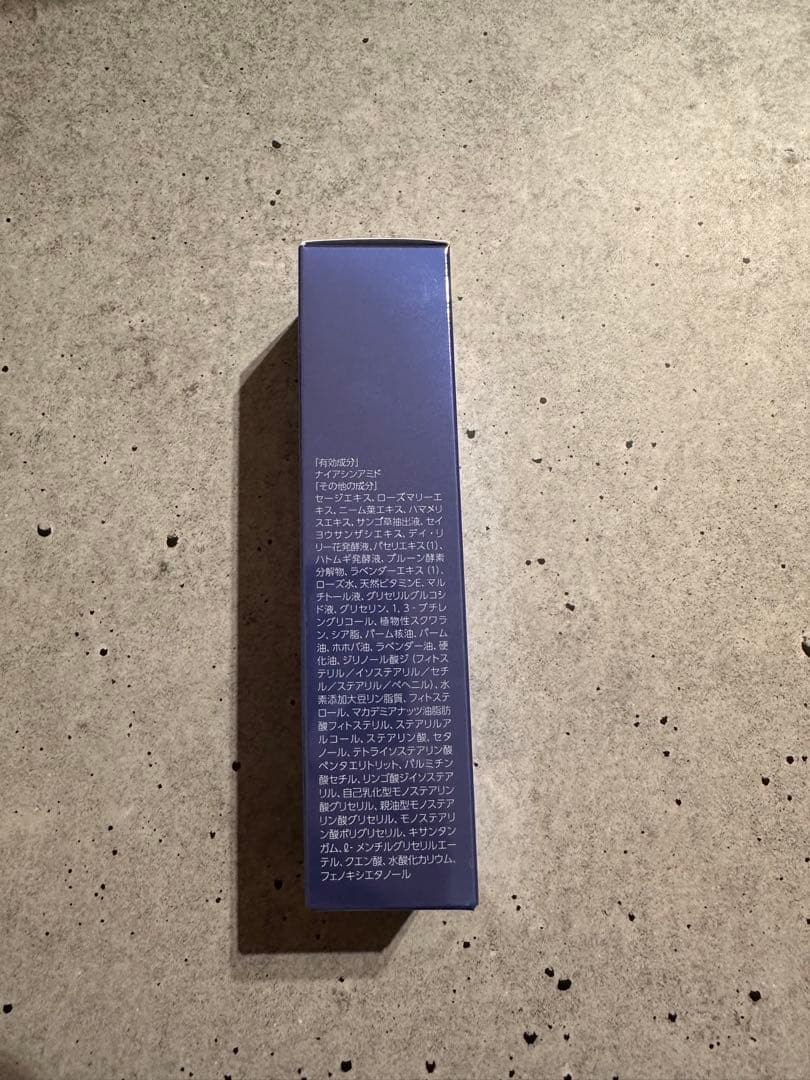 「有効成分」
ナイアシンアミド
「その他の成分」
セージエキス、ローズマリーエ
キス、ニーム葉エキス、ハマメリ
スエキス、サンゴ草抽出液、セイ
ヨウサンザシエキス、デイ・リ
リー花発酵液、パセリエキス(1)、
ハトムギ発酵液、プルーン酵素
分解物、ラベンダーエキス(1)、
ローズ水、天然ビタミンE、マル
チトール液、グリセリルグルコシ
ド液、グリセリン、1,3-ブチレ
ングリコール、植物性スクワラ
ン、シア脂、パーム核油、パーム
油、ホホバ油、ラベンダー油、硬
化油、ジリノール酸ジ(フィトス
テリル/イソステアリル/セチ
ル/ステアリル/ベヘニル)、水
素添加大豆リン脂質、フィトステ
ロール、マカデミアナッツ油脂肪
酸フィトステリル、ステアリルア
ルコール、ステアリン酸、セタ
ノール、テトライソステアリン酸
ペンタエリトリット、パルミチン
酸セチル、リンゴ酸ジイソステア
リル、自己乳化型モノステアリン
酸グリセリル、親油型モノステア
リン酸グリセリル、モノステアリ
ン酸ポリグリセリル、キサンタン
ガム、ℓ-メンチルグリセリルエー
テル、クエン酸、水酸化カリウム、
フェノキシエタノール